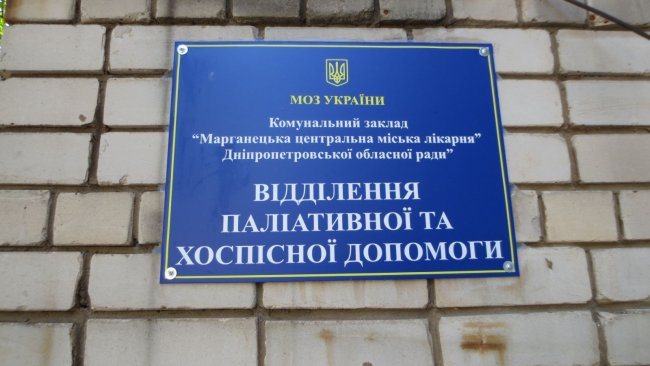 МОЗ УКРАЇНИ
Комунальний заклад
“Марганецька центральна міська лікарня”
Дніпропетровської обласної ради”
ВІДДІЛЕННЯ
ПАЛІАТИВНОЇ ТА
ХОСПІСНОЇ ДОПОМОГИ